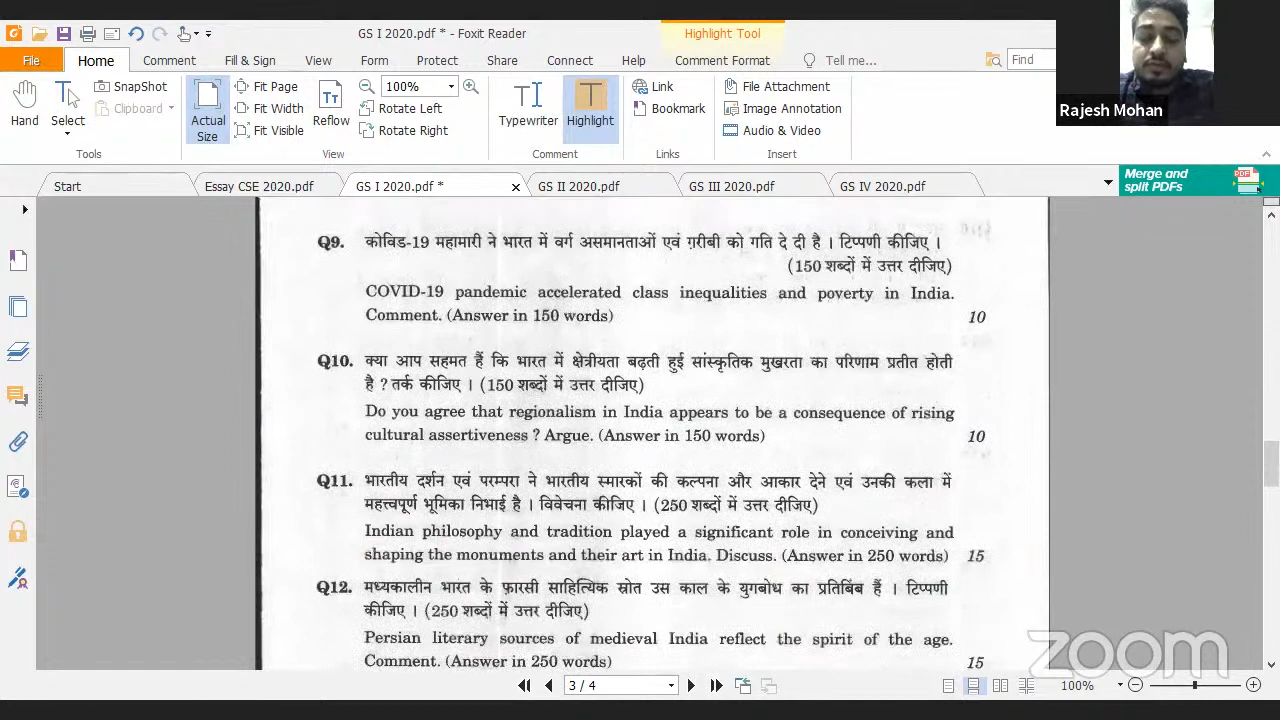 GS I 2020.pdf * - Foxit Reader
Highlight Tool
File
Home
Comment
Fill & Sign
View
Form
Protect
Share
Connect
Help
Comment Format
Tell me...
Find
Rajesh Mohan
Hand
Select
SnapShot
Clipboard
Actual
Size
Fit Page
Fit Width
Fit Visible
Reflow
100%
Rotate Left
Rotate Right
Typewriter
Highlight
Link
Bookmark
File Attachment
Image Annotation
Audio & Video
Tools
View
Comment
Links
Insert
Start
Essay CSE 2020.pdf
GS I 2020.pdf *
GS II 2020.pdf
GS III 2020.pdf
GS IV 2020.pdf
Merge and
split PDFs
Q9. कोविड-19 महामारी ने भारत में वर्ग असमानताओं एवं ग़रीबी को गति दे दी है । टिप्पणी कीजिए ।
(150 शब्दों में उत्तर दीजिए)
COVID-19 pandemic accelerated class inequalities and poverty in India.
Comment. (Answer in 150 words) 10
Q10. क्या आप सहमत हैं कि भारत में क्षेत्रीयता बढ़ती हुई सांस्कृतिक मुखरता का परिणाम प्रतीत होती
है ? तर्क कीजिए । (150 शब्दों में उत्तर दीजिए)
Do you agree that regionalism in India appears to be a consequence of rising
cultural assertiveness ? Argue. (Answer in 150 words) 10
Q11. भारतीय दर्शन एवं परम्परा ने भारतीय स्मारकों की कल्पना और आकार देने एवं उनकी कला में
महत्त्वपूर्ण भूमिका निभाई है । विवेचना कीजिए । (250 शब्दों में उत्तर दीजिए)
Indian philosophy and tradition played a significant role in conceiving and
shaping the monuments and their art in India. Discuss. (Answer in 250 words) 15
Q12. मध्यकालीन भारत के फ़ारसी साहित्यिक स्रोत उस काल के युगबोध का प्रतिबिंब हैं । टिप्पणी
कीजिए । (250 शब्दों में उत्तर दीजिए)
Persian literary sources of medieval India reflect the spirit of the age.
Comment. (Answer in 250 words) 15
zoom
3 / 4
100%